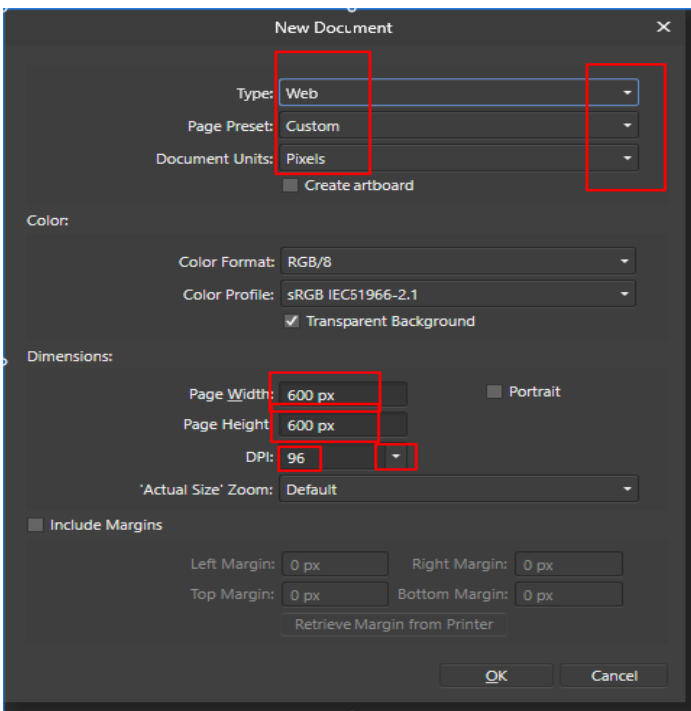 New Document
Type: Web
Page Preset: Custom
Document Units: Pixels
Create artboard
Color:
Color Format: RGB/8
Color Profile: sRGB IEC61966-2.1
Transparent Background
Dimensions:
Page Width: 600 px Portrait
Page Height 600 px
DPI: 96
'Actual Size' Zoom: Default
Include Margins
Left Margin: 0 px Right Margin: 0 px
Top Margin: 0 px Bottom Margin: 0 px
Retrieve Margin from Printer
OK Cancel